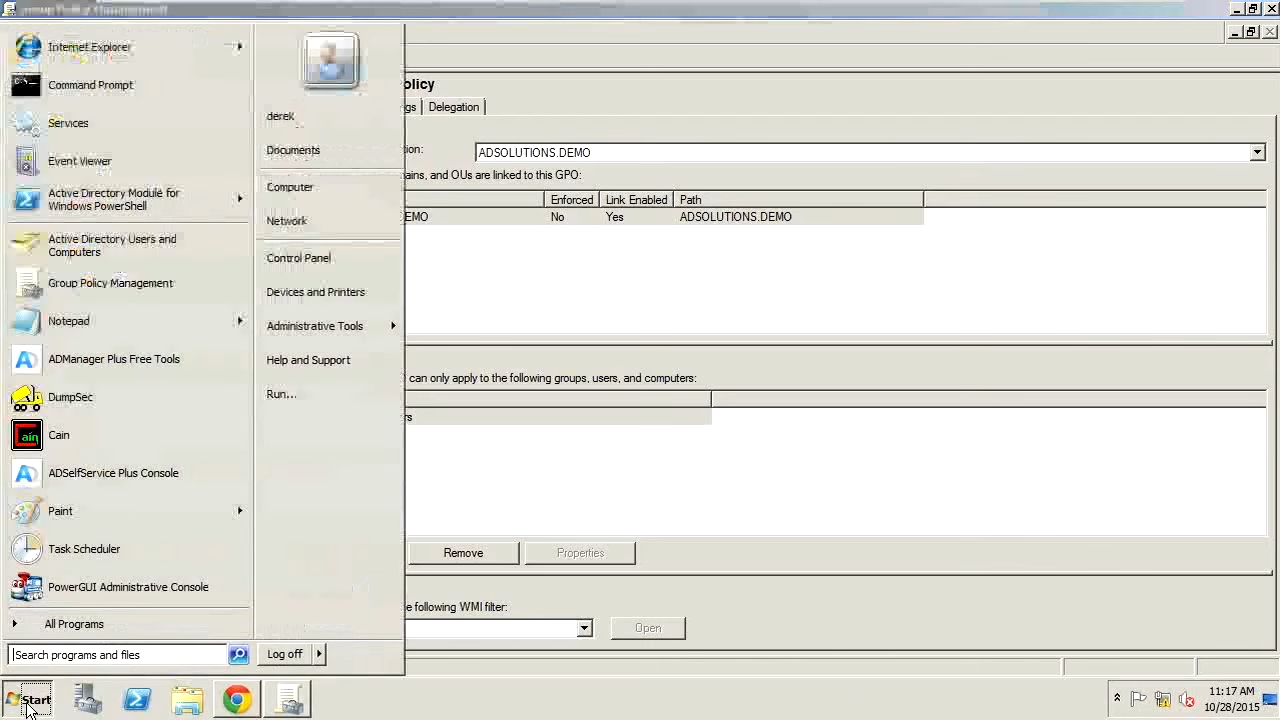 Internet Explorer
Command Prompt
Services
Event Viewer
Active Directory Module for
Windows PowerShell
Active Directory Users and
Computers
Group Policy Management
Notepad
ADManager Plus Free Tools
DumpSec
Cain
ADSelfService Plus Console
Paint
Task Scheduler
PowerGUI Administrative Console
All Programs
Search programs and files
derek
Documents
Computer
Network
Control Panel
Devices and Printers
Administrative Tools
Help and Support
Run...
Log off
olicy
gs
Delegation
ion:
ADSOLUTIONS.DEMO
ains, and OUs are linked to this GPO:
Enforced
Link Enabled
Path
EMO
No
Yes
ADSOLUTIONS.DEMO
can only apply to the following groups, users, and computers:
rs
Remove
Properties
e following WMI filter:
Open
Start
11:17 AM
10/28/2015